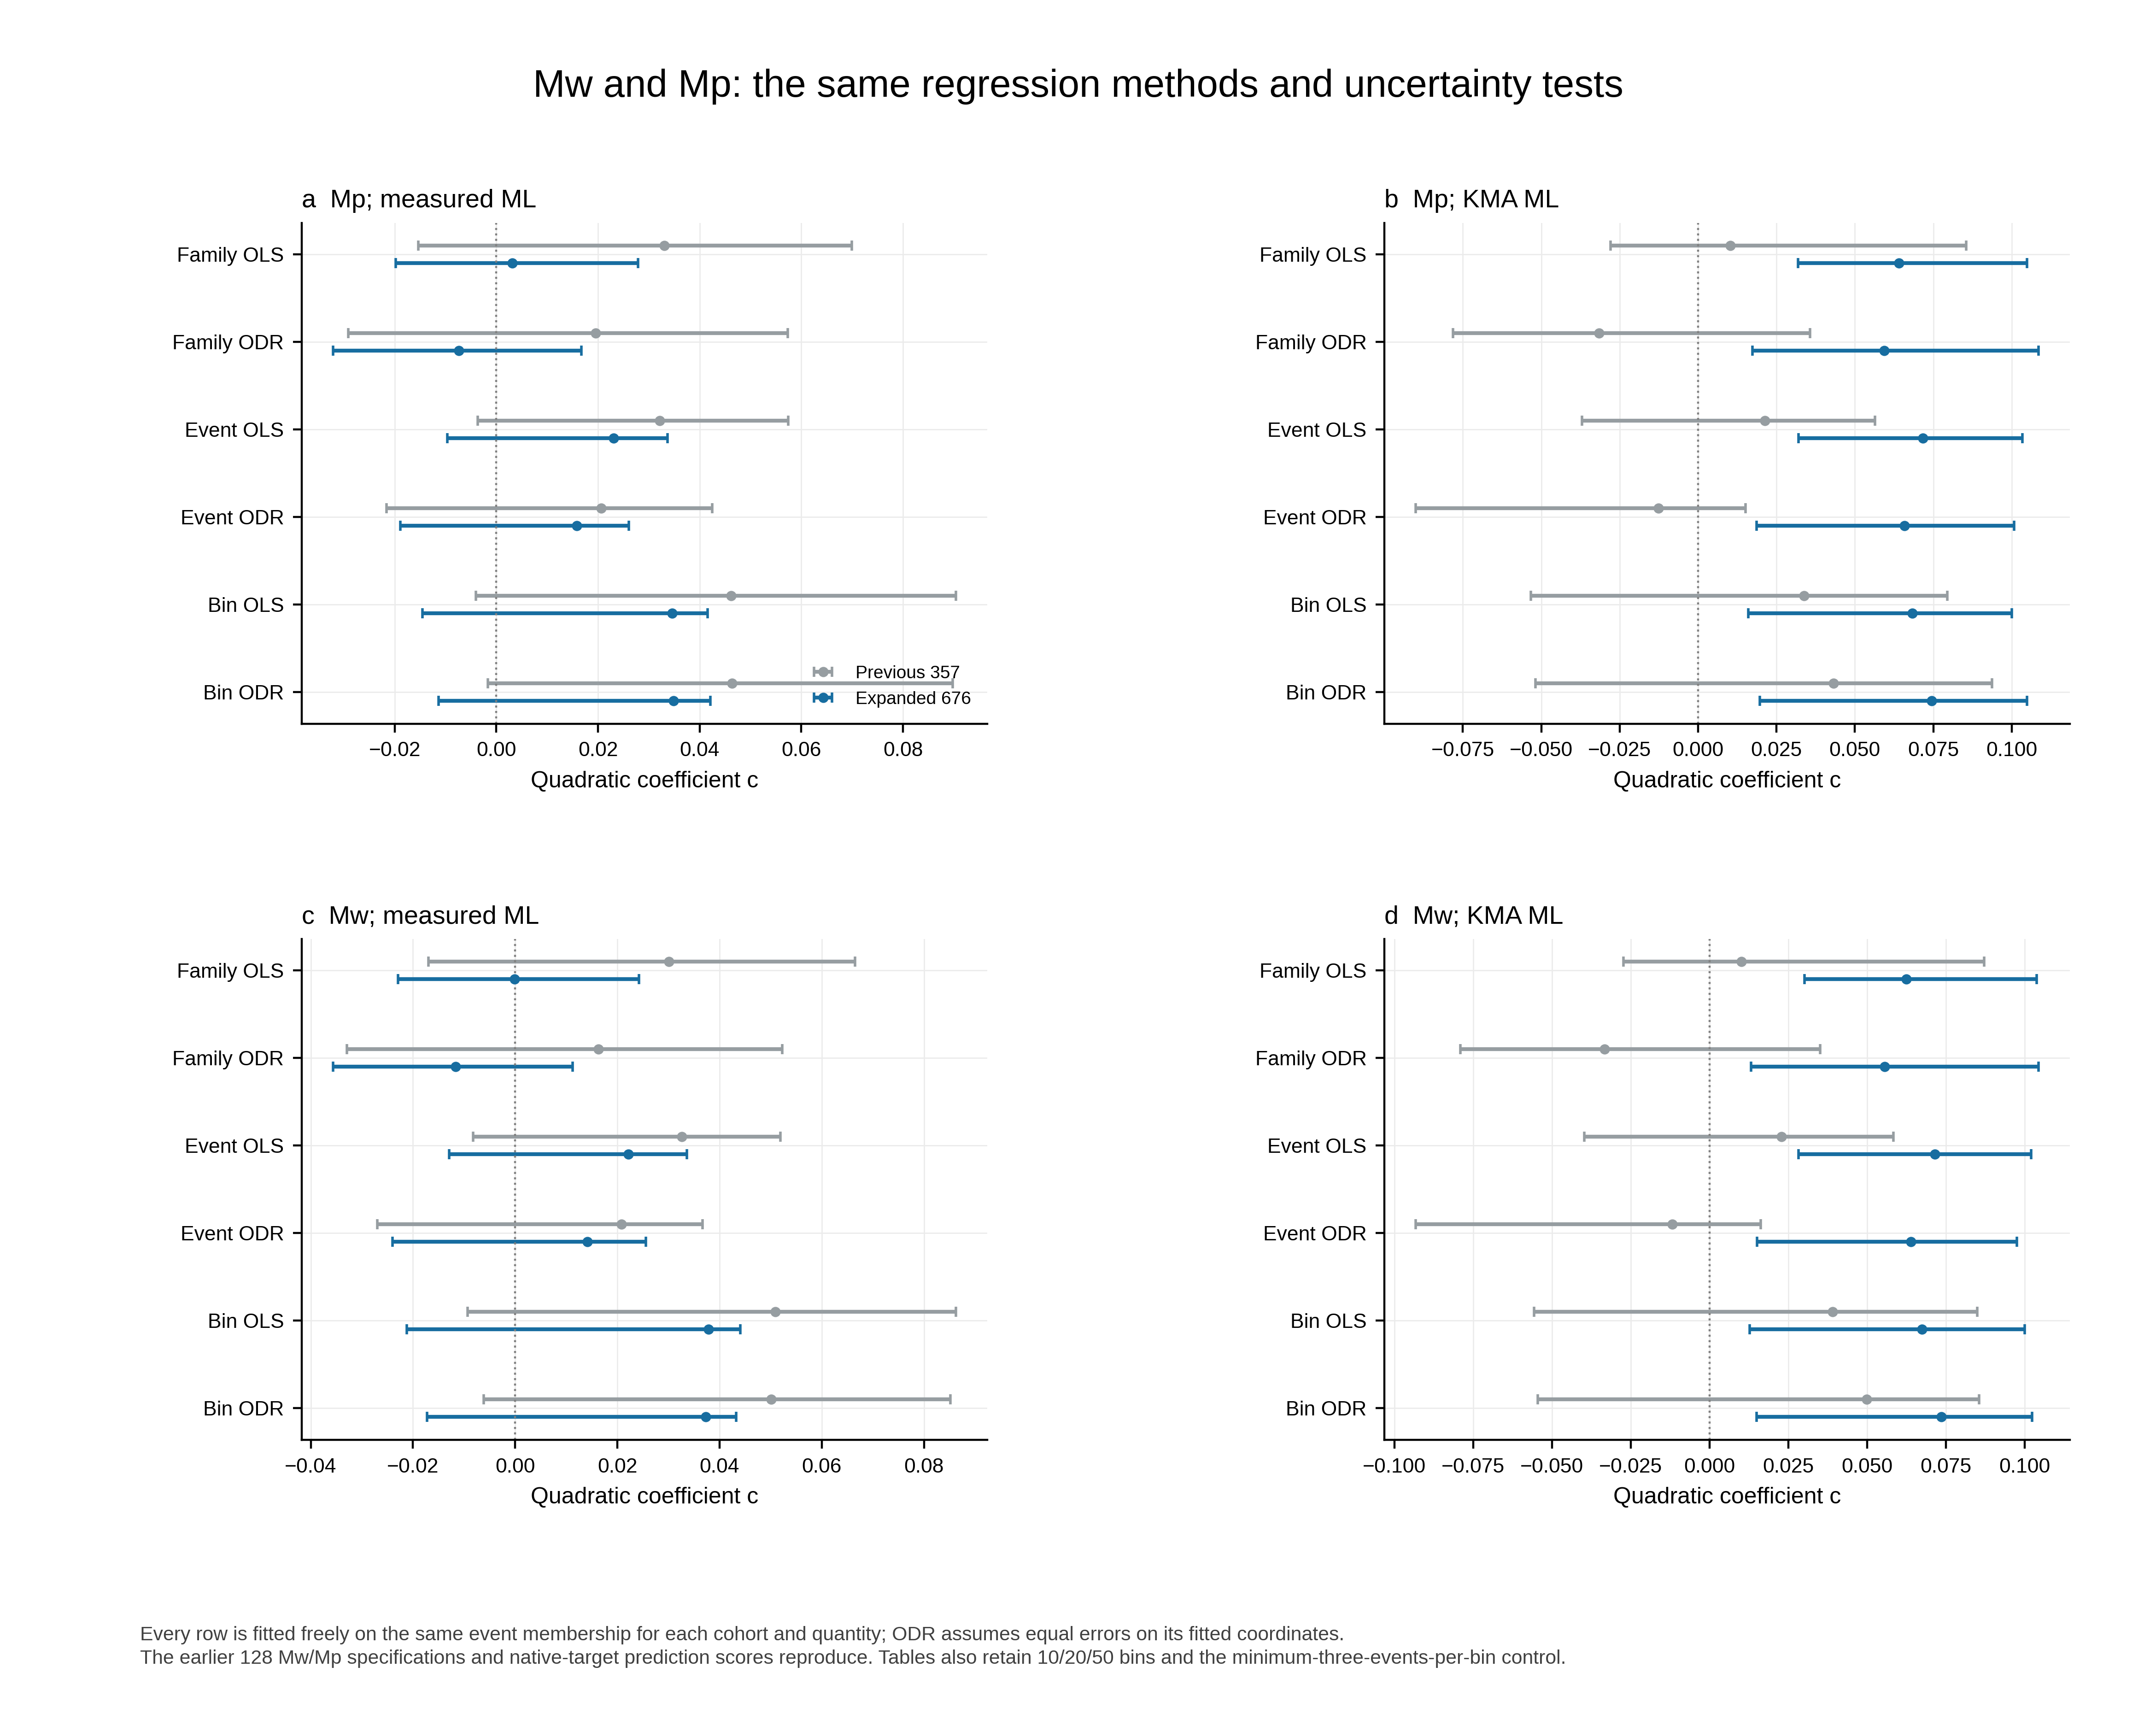 Mw and Mp: the same regression methods and uncertainty tests
a  Mp; measured ML
Family OLS
Family ODR
Event OLS
Event ODR
Bin OLS
Bin ODR
Previous 357
Expanded 676
−0.02 0.00 0.02 0.04 0.06 0.08
Quadratic coefficient c
b  Mp; KMA ML
Family OLS
Family ODR
Event OLS
Event ODR
Bin OLS
Bin ODR
−0.075 −0.050 −0.025 0.000 0.025 0.050 0.075 0.100
Quadratic coefficient c
c  Mw; measured ML
Family OLS
Family ODR
Event OLS
Event ODR
Bin OLS
Bin ODR
−0.04 −0.02 0.00 0.02 0.04 0.06 0.08
Quadratic coefficient c
d  Mw; KMA ML
Family OLS
Family ODR
Event OLS
Event ODR
Bin OLS
Bin ODR
−0.100 −0.075 −0.050 −0.025 0.000 0.025 0.050 0.075 0.100
Quadratic coefficient c
Every row is fitted freely on the same event membership for each cohort and quantity; ODR assumes equal errors on its fitted coordinates.
The earlier 128 Mw/Mp specifications and native-target prediction scores reproduce. Tables also retain 10/20/50 bins and the minimum-three-events-per-bin control.